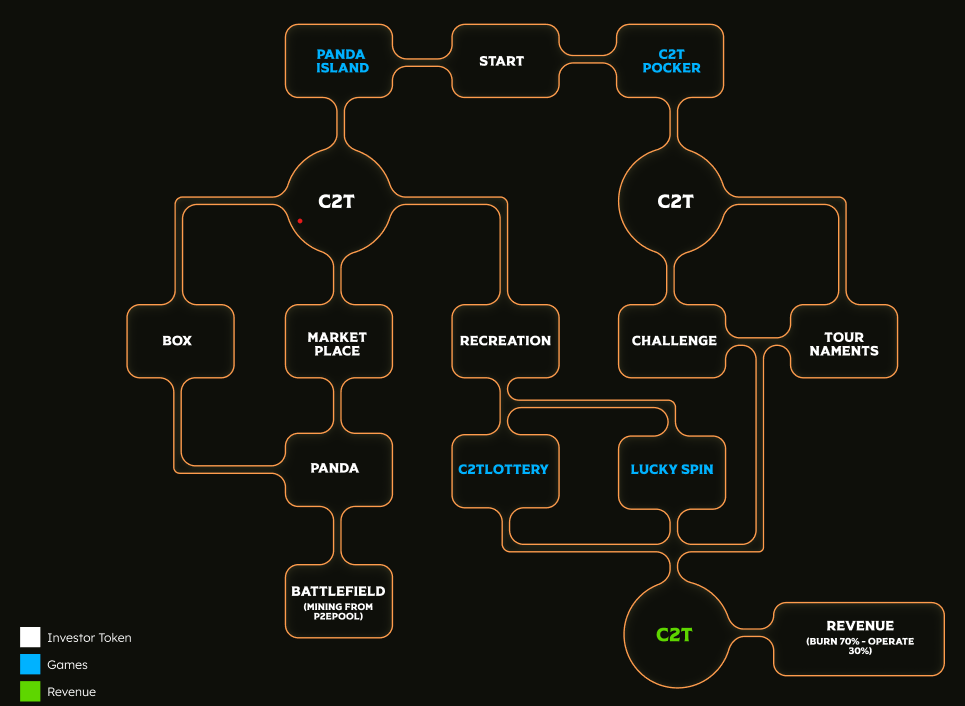 PANDA
ISLAND
START
C2T
POCKER
C2T
C2T
BOX
MARKET
PLACE
RECREATION
CHALLENGE
TOUR
NAMENTS
PANDA
C2TLOTTERY
LUCKY SPIN
BATTLEFIELD
(MINING FROM
P2EPOOL)
C2T
REVENUE
(BURN 70% - OPERATE
30%)
Investor Token
Games
Revenue